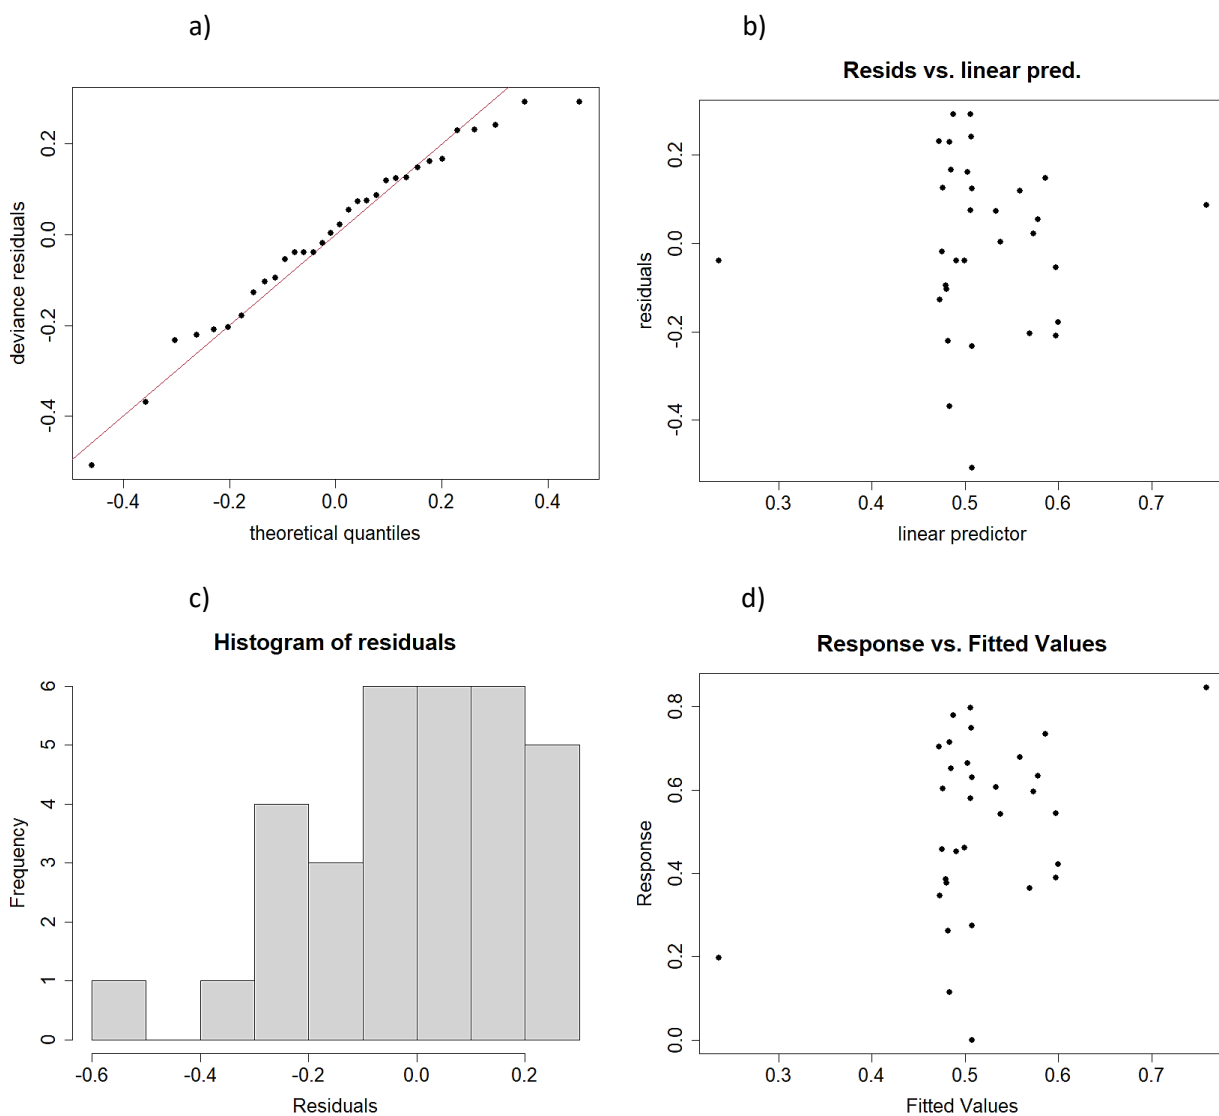 a)
deviance residuals
0.2
0.0
-0.2
-0.4
-0.4 -0.2 0.0 0.2 0.4
theoretical quantiles
b)
Resids vs. linear pred.
residuals
0.2
0.0
-0.2
-0.4
0.3 0.4 0.5 0.6 0.7
linear predictor
c)
Histogram of residuals
Frequency
6
5
4
3
2
1
0
-0.6 -0.4 -0.2 0.0 0.2
Residuals
d)
Response vs. Fitted Values
Response
0.8
0.6
0.4
0.2
0.0
0.3 0.4 0.5 0.6 0.7
Fitted Values